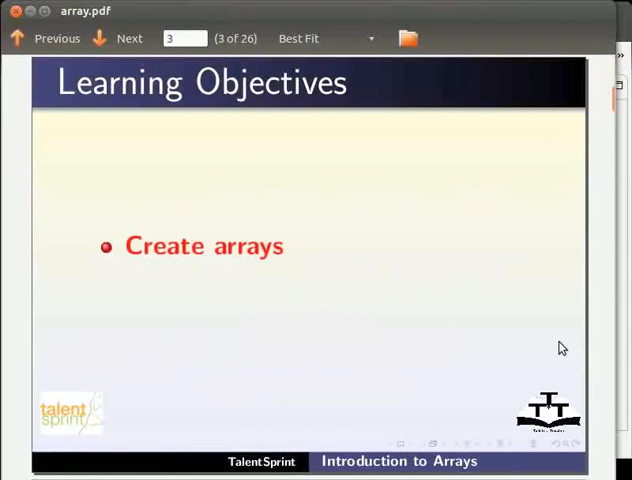 array.pdf
Previous Next 3 (3 of 26) Best Fit
Learning Objectives
Create arrays
talent
sprint
TTT
TalentSprint Introduction to Arrays